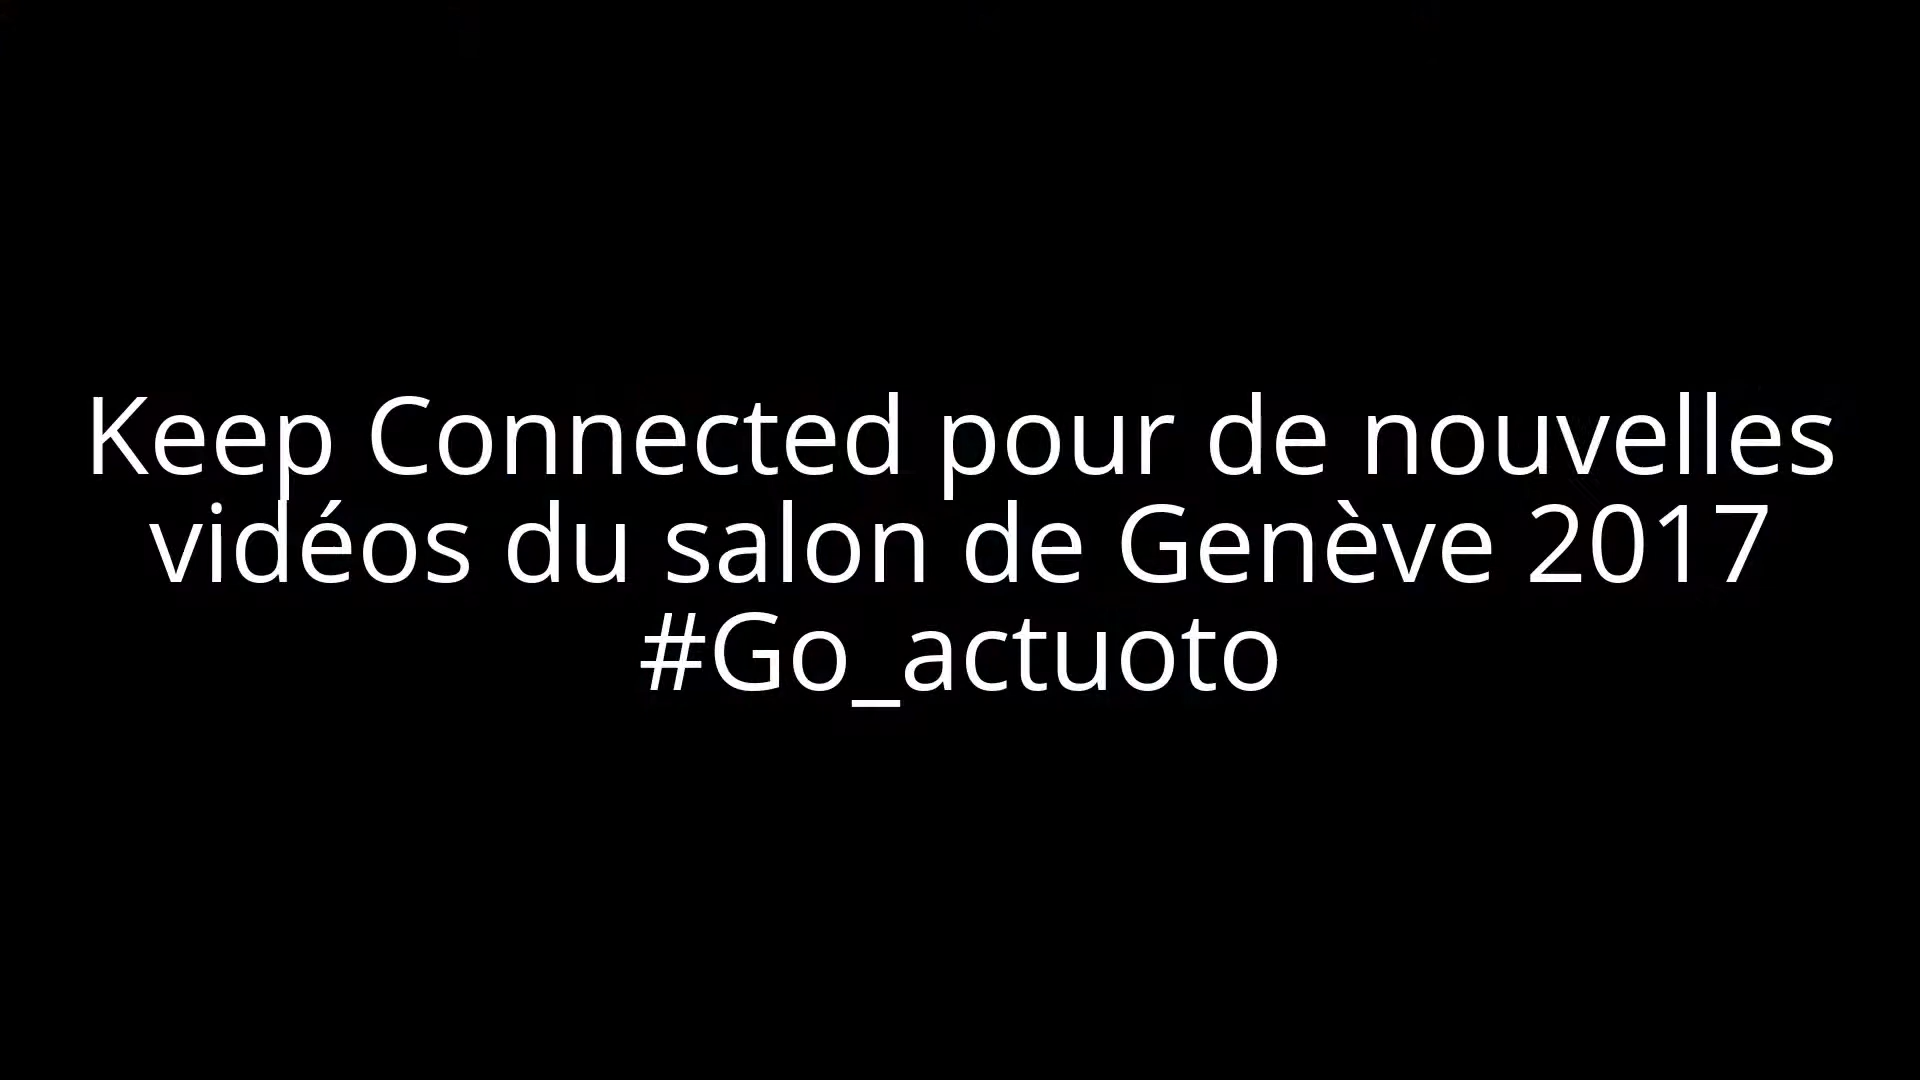 Keep Connected pour de nouvelles
vidéos du salon de Genève 2017
#Go_actuoto